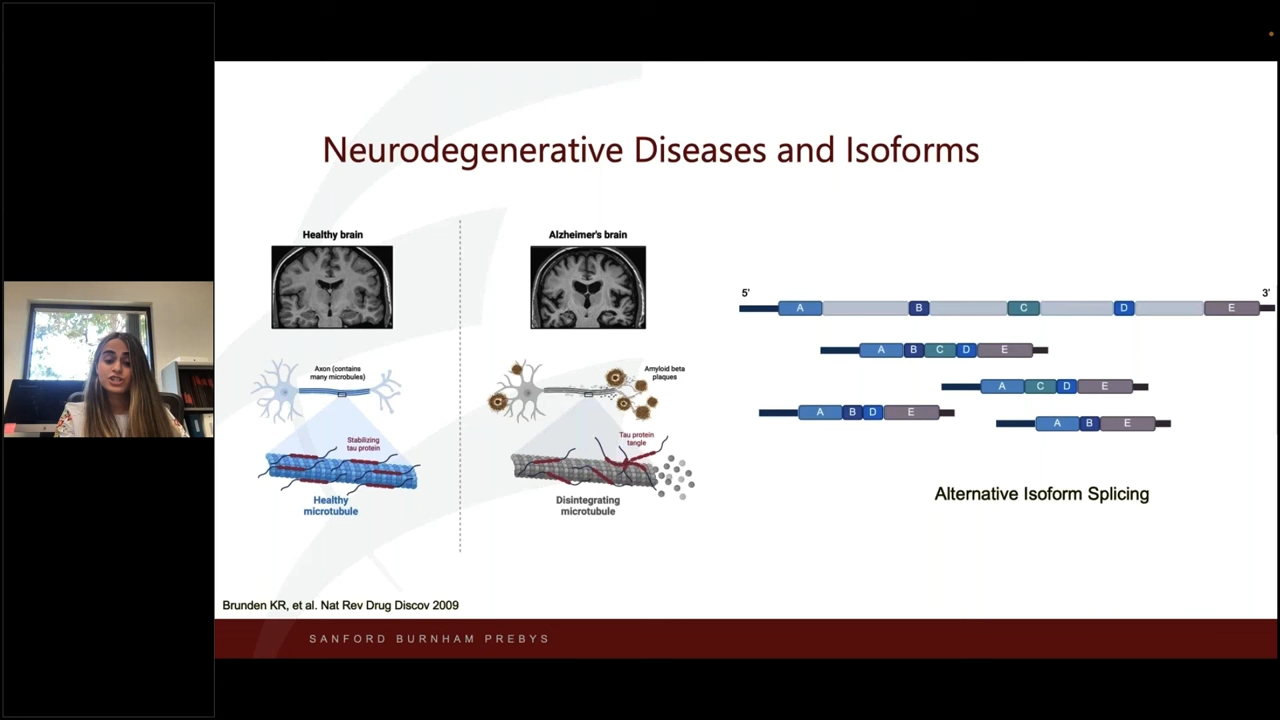 Neurodegenerative Diseases and Isoforms
Healthy brain
Alzheimer's brain
Axon (contains
many microbules)
Amyloid beta
plaques
Stabilizing
tau protein
Tau protein
tangle
Healthy
microtubule
Disintegrating
microtubule
5' 3'
A B C D E
A B C D E
A C D E
A B D E
A B E
Alternative Isoform Splicing
Brunden KR, et al. Nat Rev Drug Discov 2009
SANFORD BURNHAM PREBYS